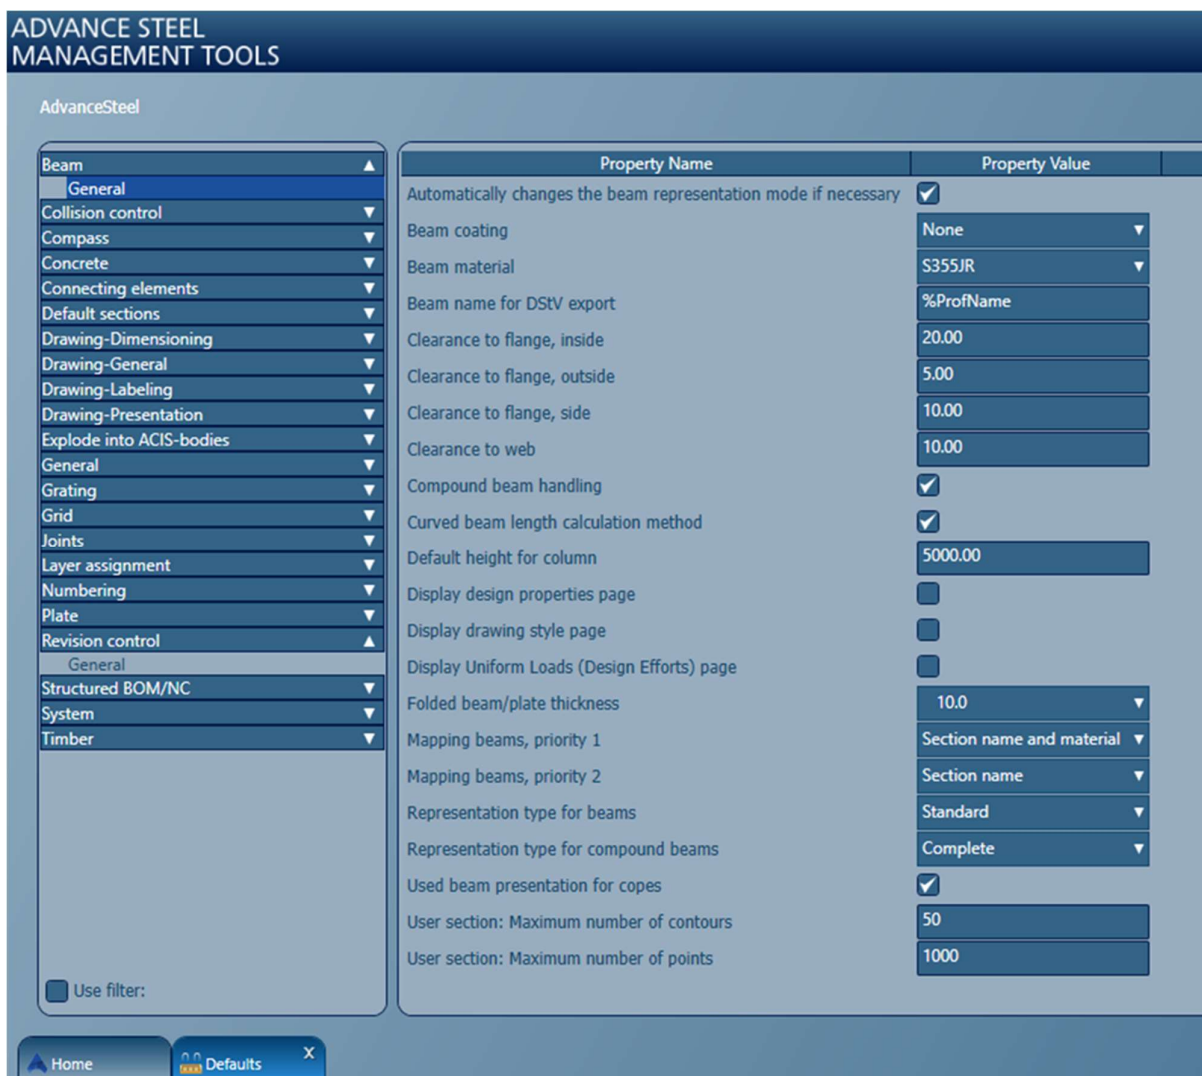 ADVANCE STEEL
MANAGEMENT TOOLS
AdvanceSteel
Beam
General
Collision control
Compass
Concrete
Connecting elements
Default sections
Drawing-Dimensioning
Drawing-General
Drawing-Labeling
Drawing-Presentation
Explode into ACIS-bodies
General
Grating
Grid
Joints
Layer assignment
Numbering
Plate
Revision control
General
Structured BOM/NC
System
Timber
Use filter:
Property Name Property Value
Automatically changes the beam representation mode if necessary
Beam coating None
Beam material S355JR
Beam name for DStV export %ProfName
Clearance to flange, inside 20.00
Clearance to flange, outside 5.00
Clearance to flange, side 10.00
Clearance to web 10.00
Compound beam handling
Curved beam length calculation method
Default height for column 5000.00
Display design properties page
Display drawing style page
Display Uniform Loads (Design Efforts) page
Folded beam/plate thickness 10.0
Mapping beams, priority 1 Section name and material
Mapping beams, priority 2 Section name
Representation type for beams Standard
Representation type for compound beams Complete
Used beam presentation for copes
User section: Maximum number of contours 50
User section: Maximum number of points 1000
Home Defaults X